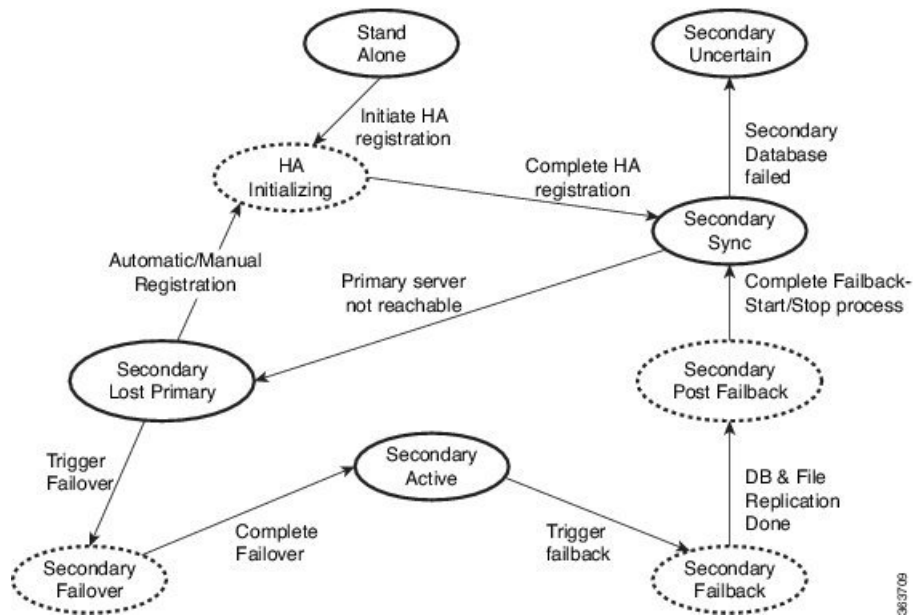 Stand
Alone
Secondary
Uncertain
Initiate HA
registration
Secondary
Database
failed
HA
Initializing
Complete HA
registration
Secondary
Sync
Automatic/Manual
Registration
Primary server
not reachable
Complete Failback-
Start/Stop process
Secondary
Lost Primary
Secondary
Post Failback
Trigger
Failover
Secondary
Active
DB & File
Replication
Done
Complete
Failover
Trigger
failback
Secondary
Failover
Secondary
Failback
363709